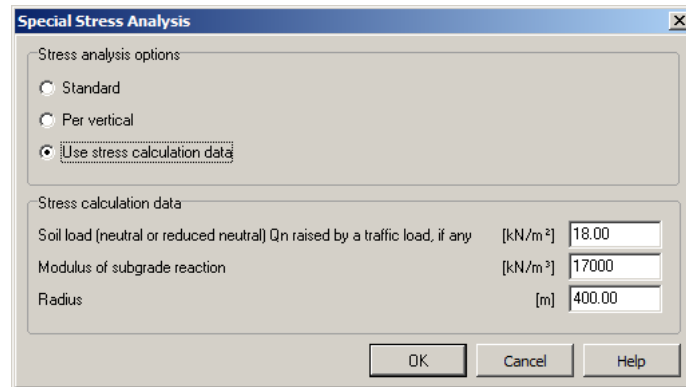 Special Stress Analysis
Stress analysis options
Standard
Per vertical
Use stress calculation data
Stress calculation data
Soil load (neutral or reduced neutral) Qn raised by a traffic load, if any [kN/m²] 18.00
Modulus of subgrade reaction [kN/m³] 17000
Radius [m] 400.00
OK Cancel Help